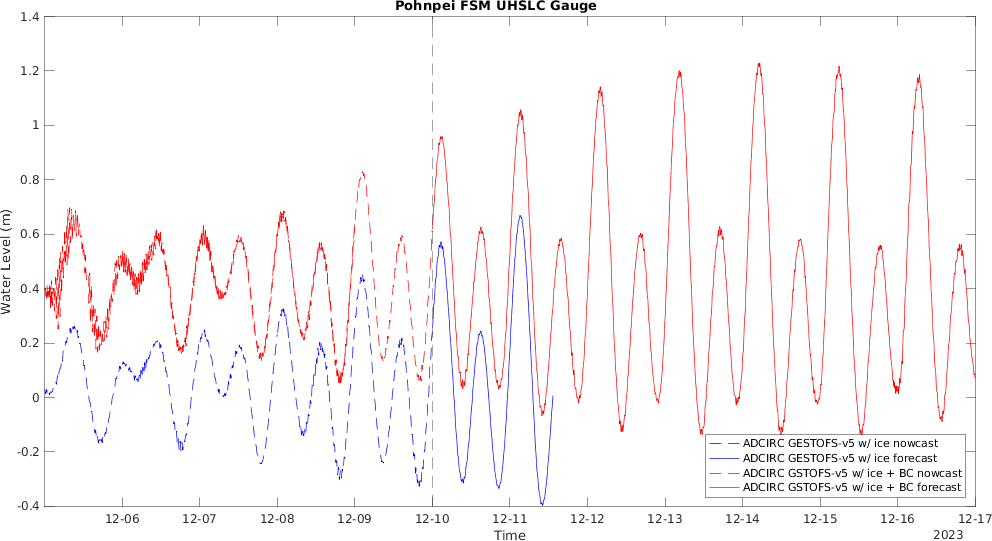 Pohnpei FSM UHSLC Gauge
1.4
1.2
1
0.8
0.6
0.4
0.2
0
-0.2
-0.4
Water Level (m)
12-06 12-07 12-08 12-09 12-10 12-11 12-12 12-13 12-14 12-15 12-16 12-17
Time
2023
ADCIRC GESTOFS-v5 w/ ice nowcast
ADCIRC GESTOFS-v5 w/ ice forecast
ADCIRC GSTOFS-v5 w/ ice + BC nowcast
ADCIRC GSTOFS-v5 w/ ice + BC forecast